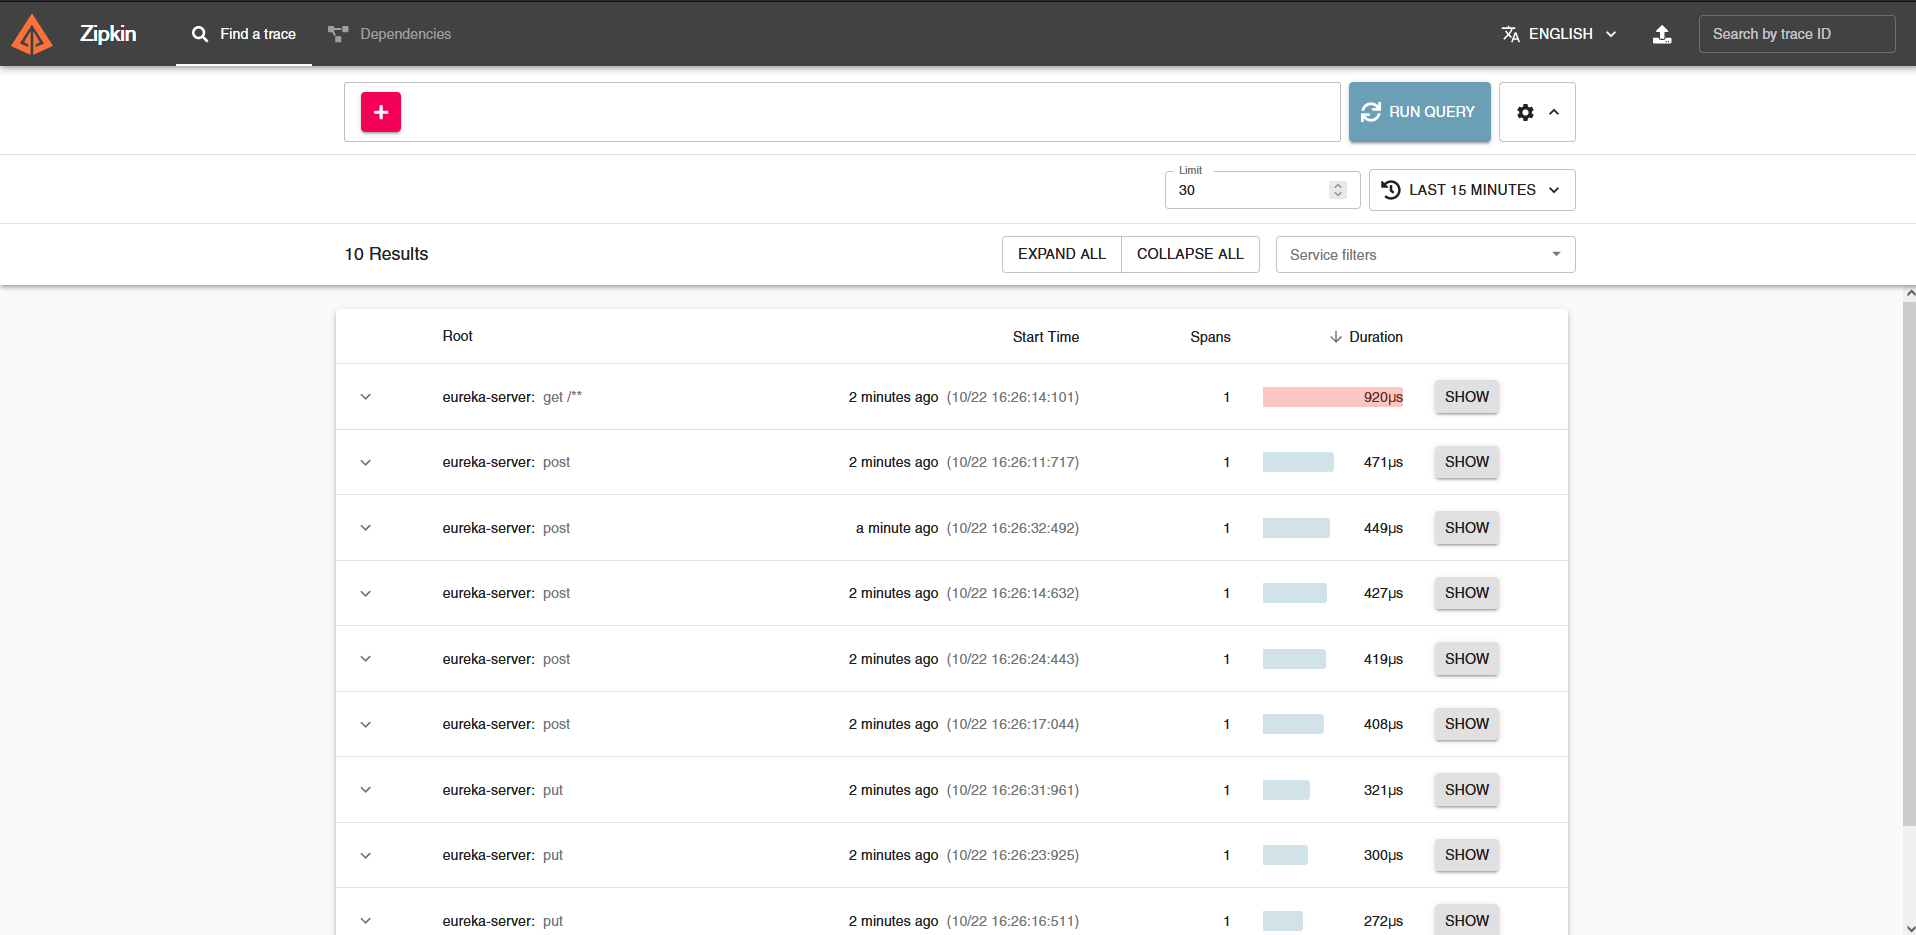 Zipkin Find a trace Dependencies ENGLISH Search by trace ID
+ RUN QUERY
Limit
30 LAST 15 MINUTES
10 Results EXPAND ALL COLLAPSE ALL Service filters
Root Start Time Spans Duration
eureka-server: get /** 2 minutes ago (10/22 16:26:14:101) 1 920μs SHOW
eureka-server: post 2 minutes ago (10/22 16:26:11:717) 1 471μs SHOW
eureka-server: post a minute ago (10/22 16:26:32:492) 1 449μs SHOW
eureka-server: post 2 minutes ago (10/22 16:26:14:632) 1 427μs SHOW
eureka-server: post 2 minutes ago (10/22 16:26:24:443) 1 419μs SHOW
eureka-server: post 2 minutes ago (10/22 16:26:17:044) 1 408μs SHOW
eureka-server: put 2 minutes ago (10/22 16:26:31:961) 1 321μs SHOW
eureka-server: put 2 minutes ago (10/22 16:26:23:925) 1 300μs SHOW
eureka-server: put 2 minutes ago (10/22 16:26:16:511) 1 272μs SHOW